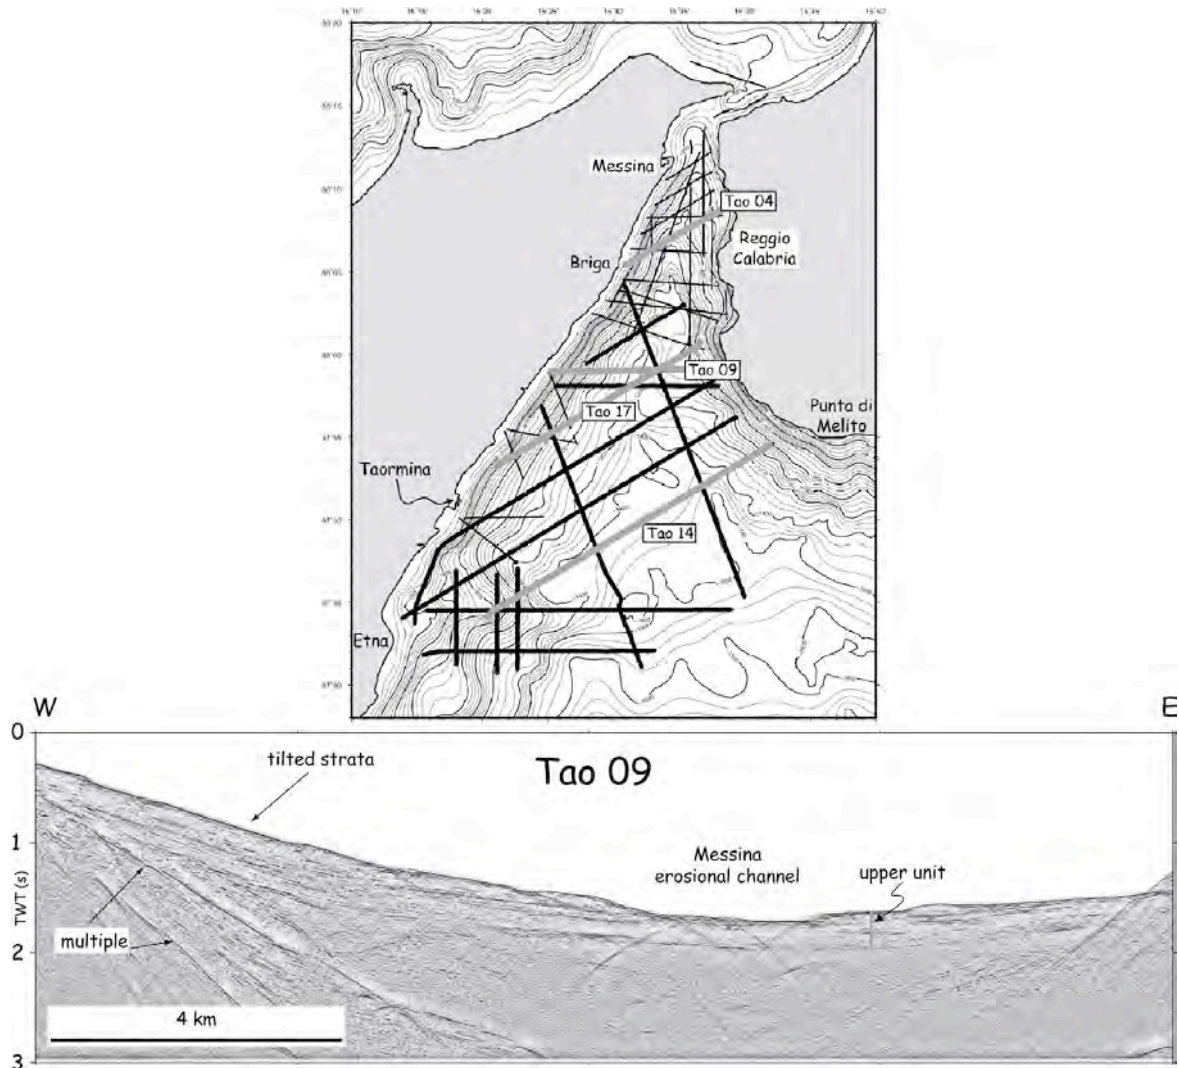 Messina
Tao 04
Reggio
Calabria
Briga
Tao 09
Tao 17
Punta di
Melito
Taormina
Tao 14
Etna
W
E
0
tilted strata
Tao 09
1
Messina
erosional channel
upper unit
TWT (s)
multiple
2
4 km
3